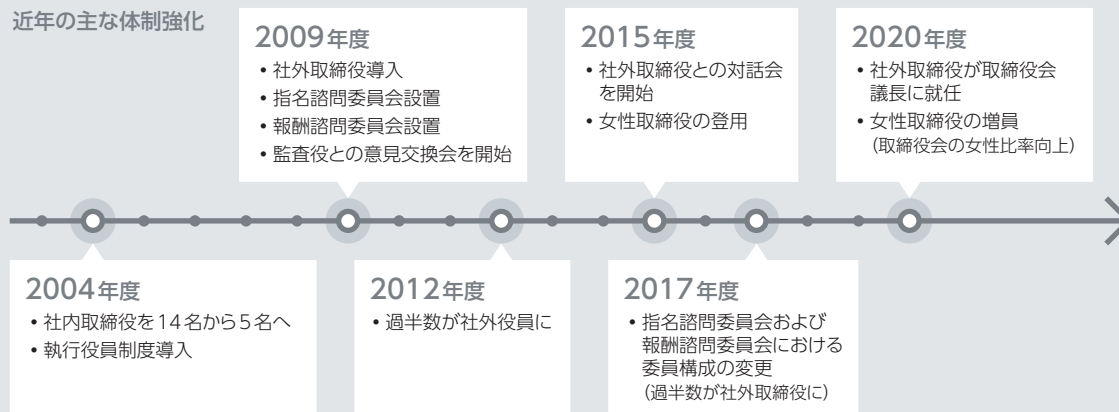 近年の主な体制強化
2009年度
• 社外取締役導入
• 指名諮問委員会設置
• 報酬諮問委員会設置
• 監査役との意見交換会を開始
2015年度
• 社外取締役との対話会
を開始
• 女性取締役の登用
2020年度
• 社外取締役が取締役会
議長に就任
• 女性取締役の増員
（取締役会の女性比率向上）
2004年度
• 社内取締役を14名から5名へ
• 執行役員制度導入
2012年度
• 過半数が社外役員に
2017年度
• 指名諮問委員会および
報酬諮問委員会における
委員構成の変更
（過半数が社外取締役に）